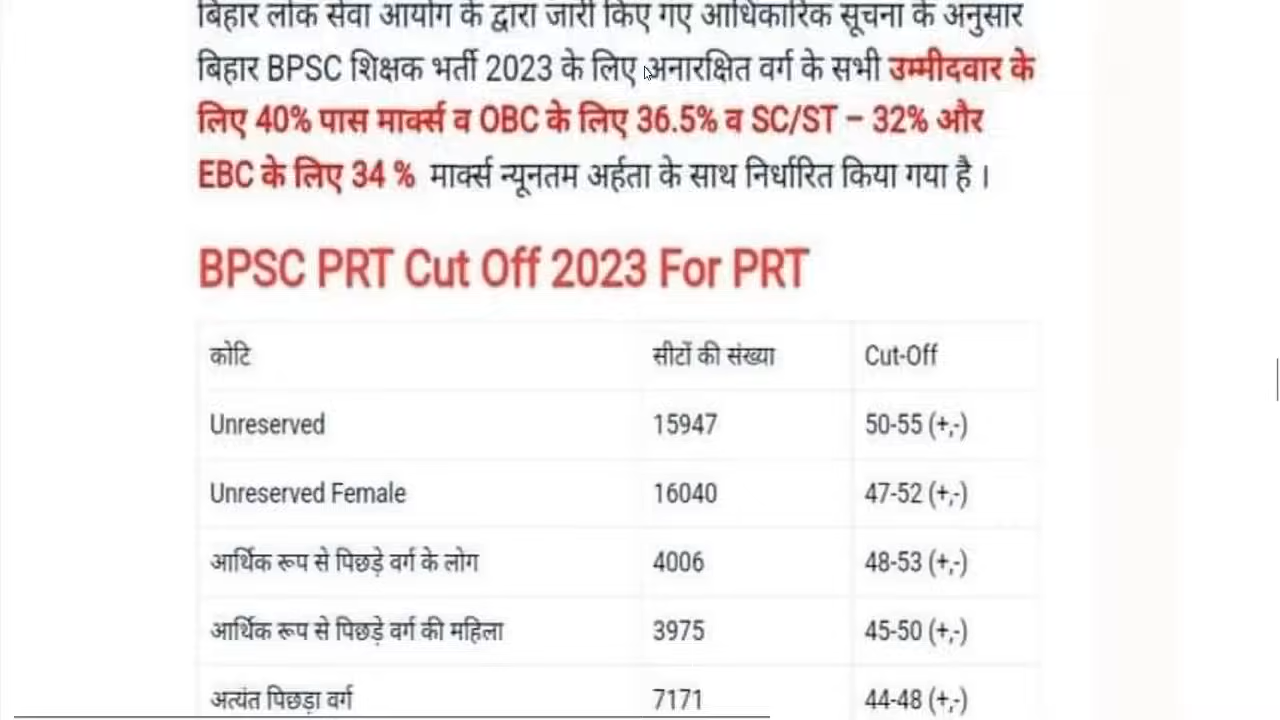 बिहार लोक सेवा आयोग के द्वारा जारी किए गए आधिकारिक सूचना के अनुसार
बिहार BPSC शिक्षक भर्ती 2023 के लिए अनारक्षित वर्ग के सभी उम्मीदवार के
लिए 40% पास मार्क्स व OBC के लिए 36.5% व SC/ST – 32% और
EBC के लिए 34 % मार्क्स न्यूनतम अर्हता के साथ निर्धारित किया गया है ।
BPSC PRT Cut Off 2023 For PRT
कोटि सीटों की संख्या Cut-Off
Unreserved 15947 50-55 (+,-)
Unreserved Female 16040 47-52 (+,-)
आर्थिक रूप से पिछड़े वर्ग के लोग 4006 48-53 (+,-)
आर्थिक रूप से पिछड़े वर्ग की महिला 3975 45-50 (+,-)
अत्यंत पिछड़ा वर्ग 7171 44-48 (+,-)